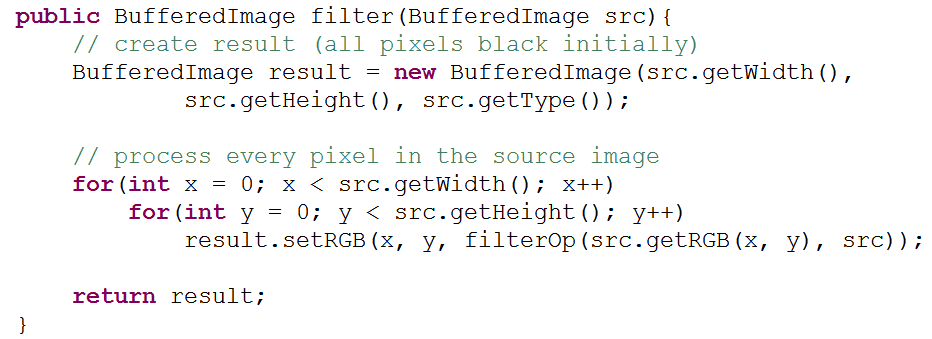 public BufferedImage filter(BufferedImage src){
    // create result (all pixels black initially)
    BufferedImage result = new BufferedImage(src.getWidth(),
            src.getHeight(), src.getType());

    // process every pixel in the source image
    for(int x = 0; x < src.getWidth(); x++)
        for(int y = 0; y < src.getHeight(); y++)
            result.setRGB(x, y, filterOp(src.getRGB(x, y), src));

    return result;
}